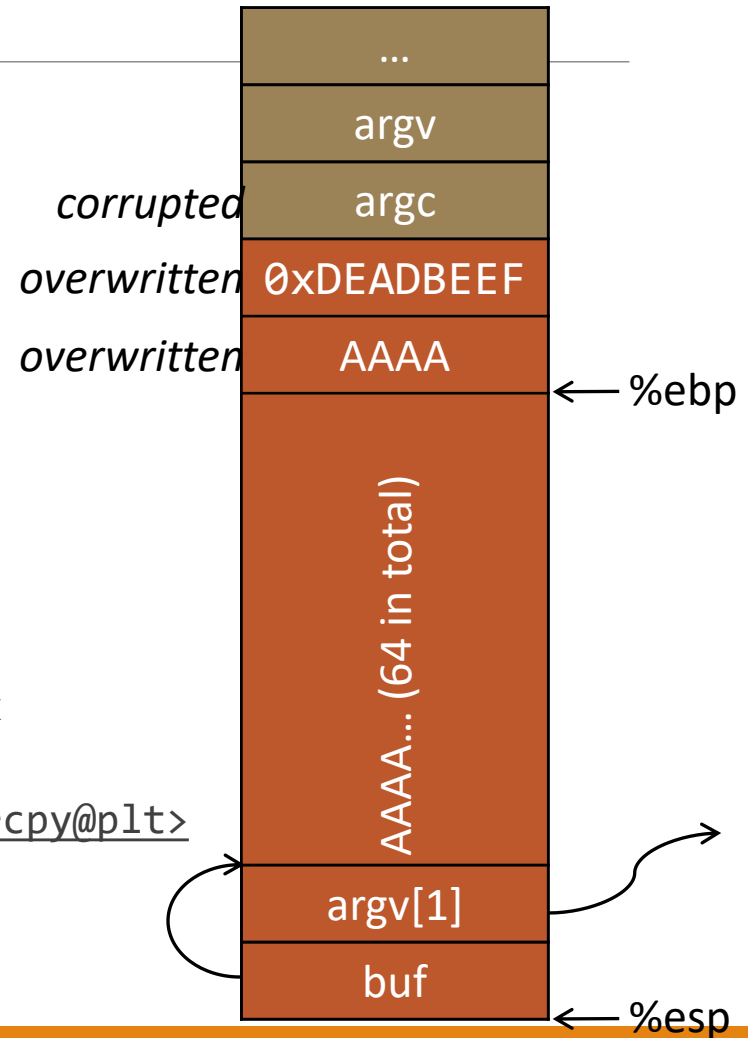 ...
argv
corrupted argc
overwritten 0xDEADBEEF
overwritten AAAA
%ebp
AAAA... (64 in total)
cpy@plt>
argv[1]
buf
%esp